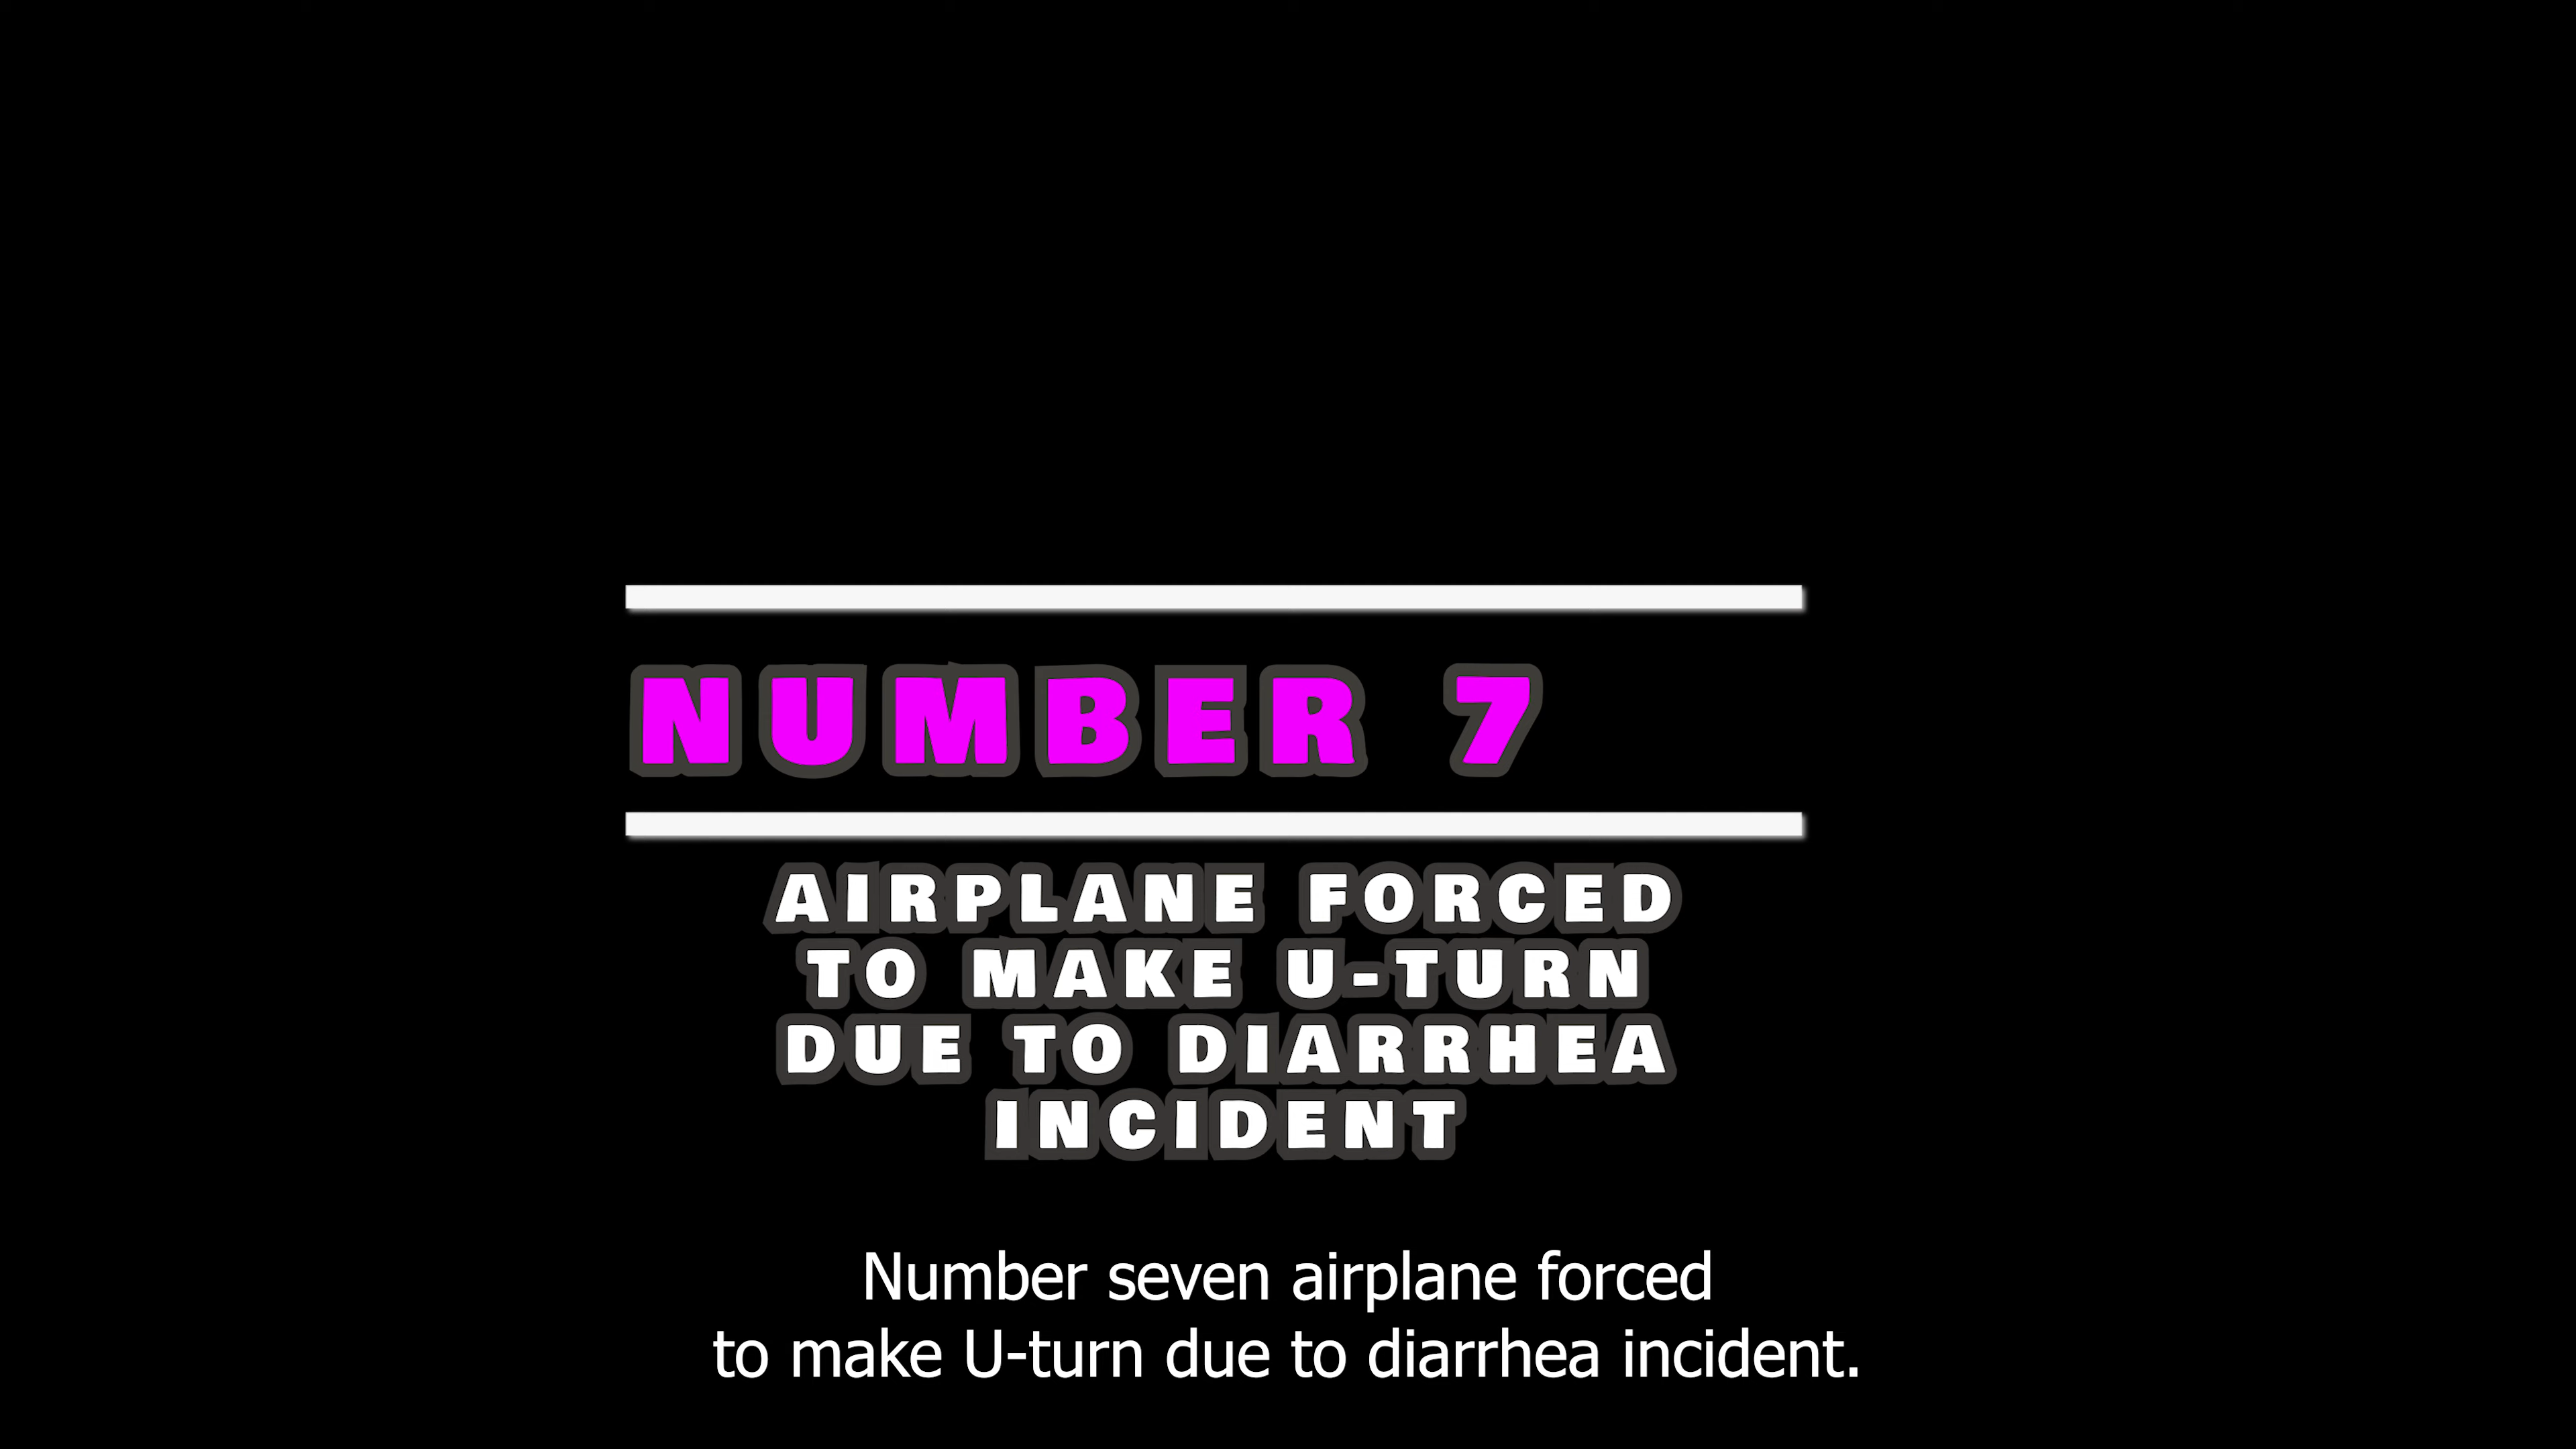 NUMBER 7
AIRPLANE FORCED
TO MAKE U-TURN
DUE TO DIARRHEA
INCIDENT
Number seven airplane forced
to make U-turn due to diarrhea incident.